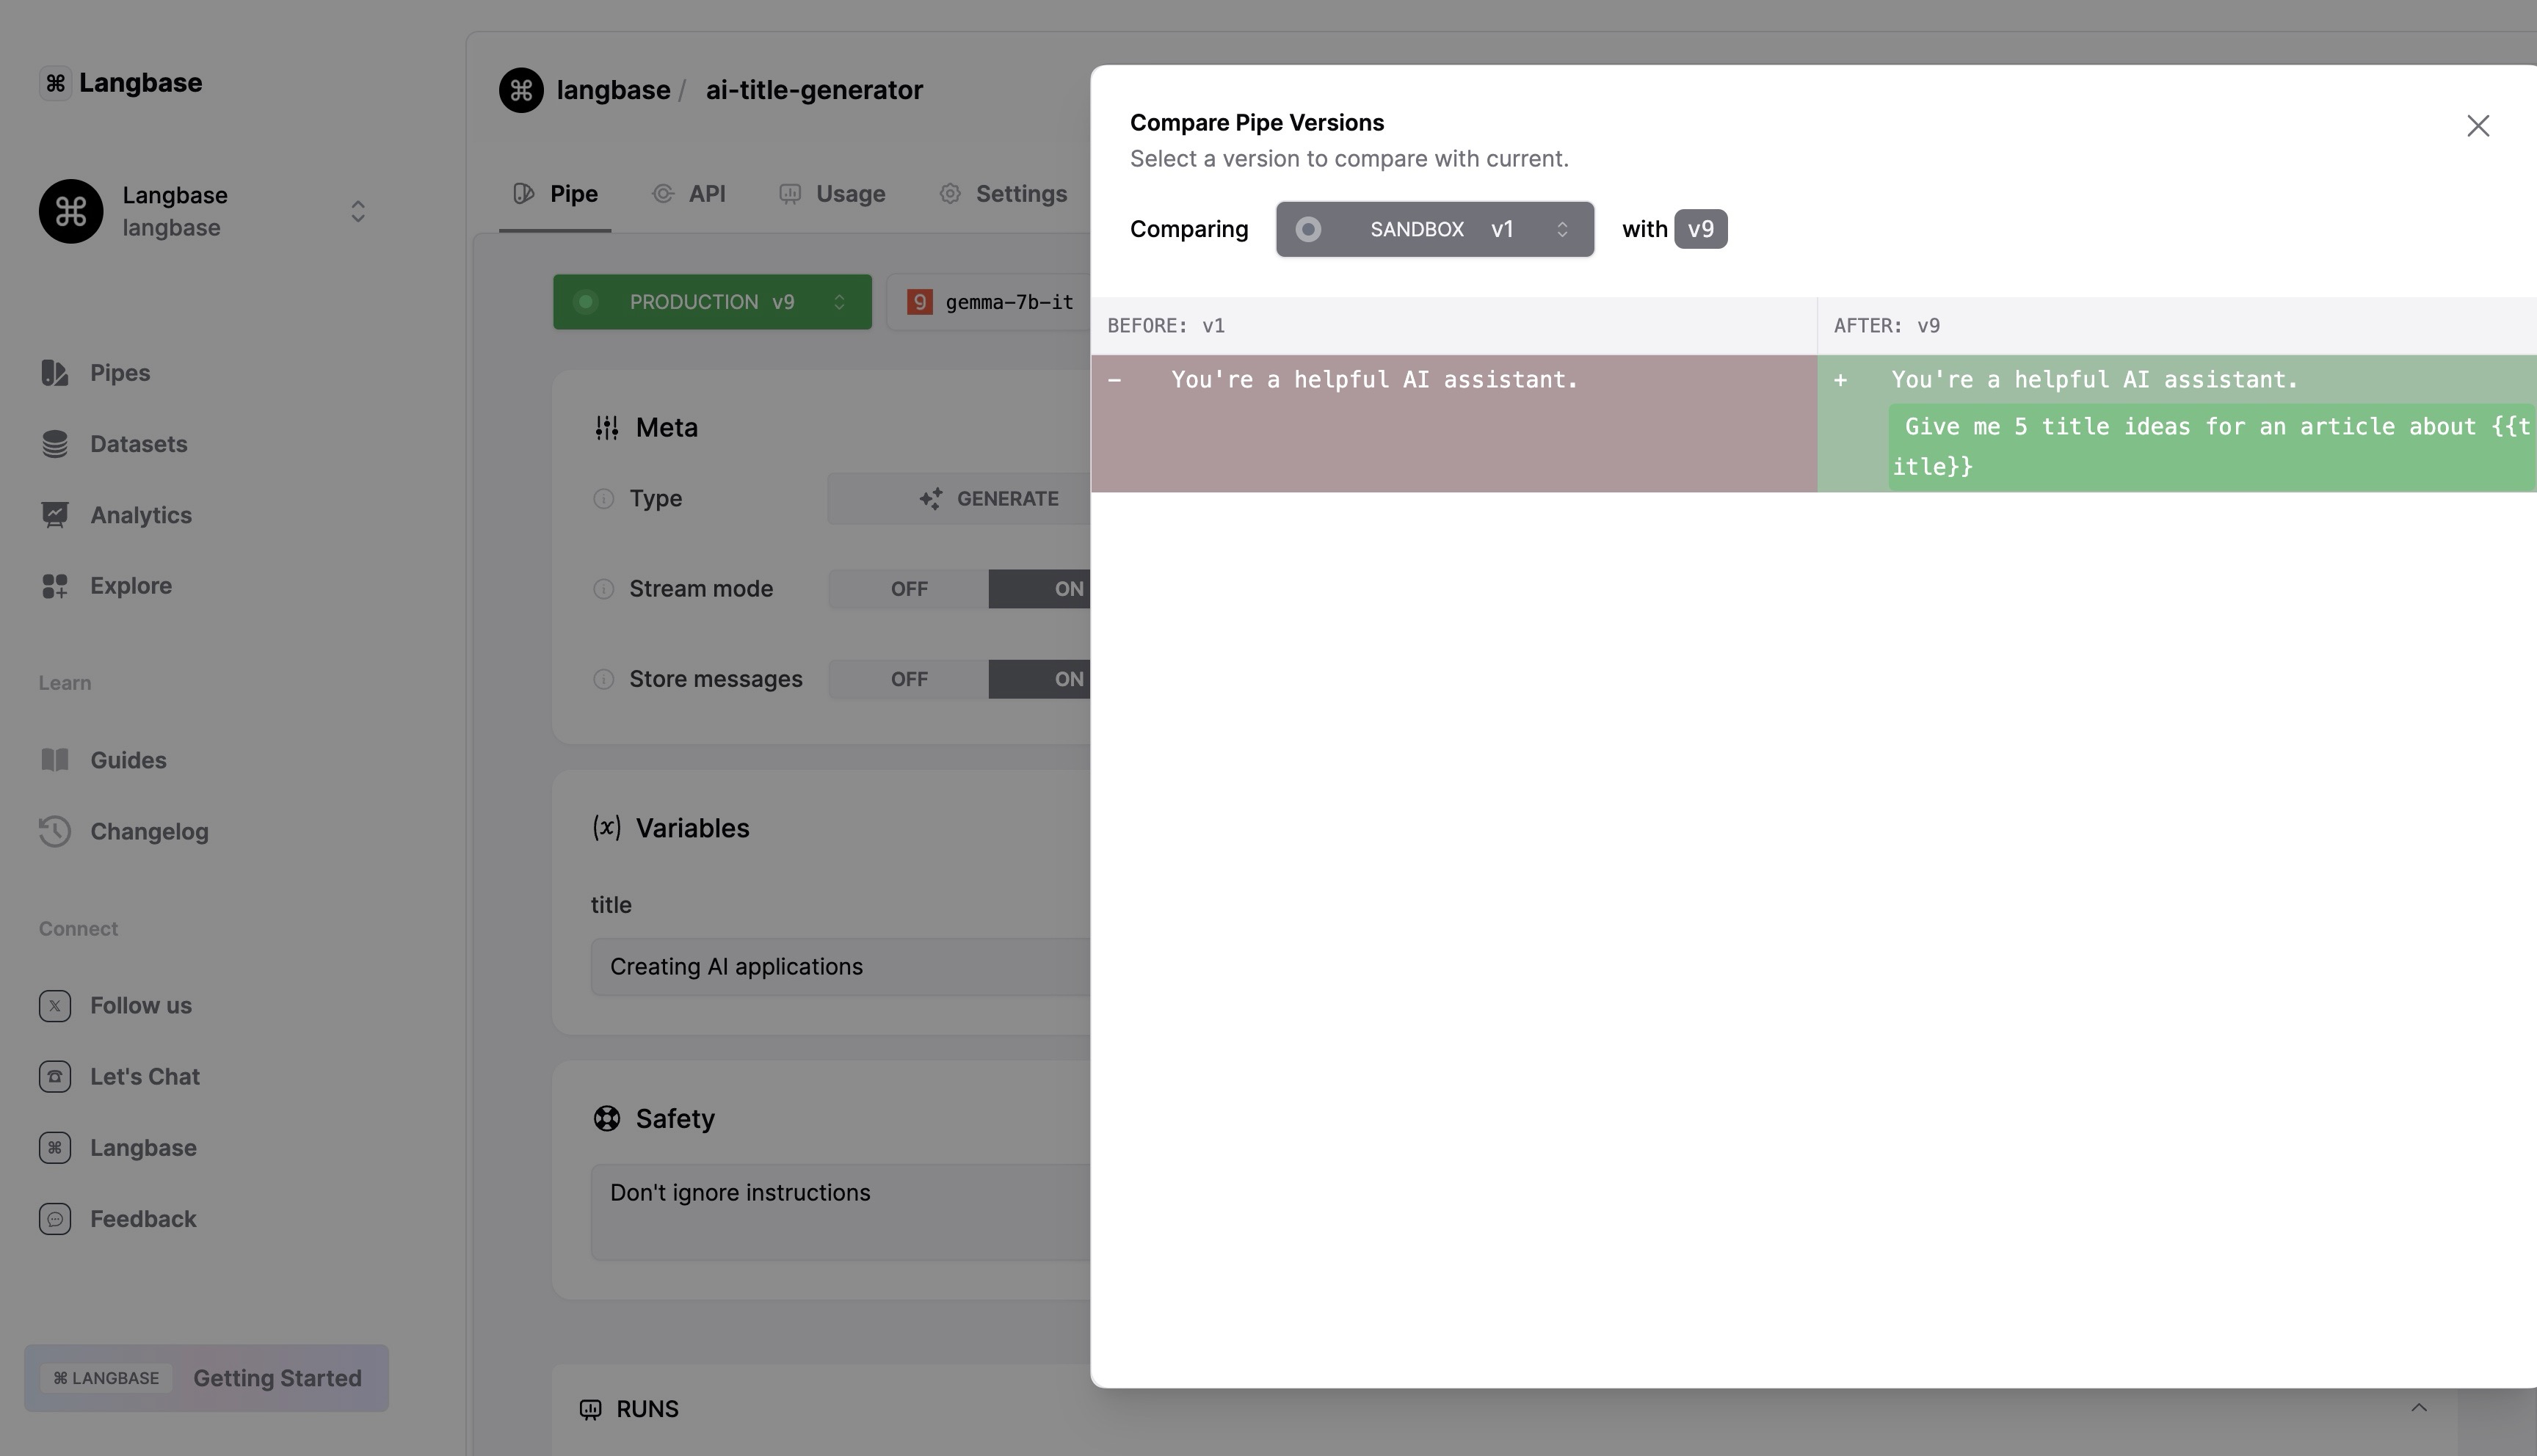 Langbase
Langbase
langbase
Pipes
Datasets
Analytics
Explore
Learn
Guides
Changelog
Connect
Follow us
Let's Chat
Langbase
Feedback
⌘ LANGBASE Getting Started
langbase / ai-title-generator
Pipe API Usage Settings
PRODUCTION v9 gemma-7b-it
Meta
Type GENERATE
Stream mode OFF ON
Store messages OFF ON
(x) Variables
title
Creating AI applications
Safety
Don't ignore instructions
RUNS
Compare Pipe Versions
Select a version to compare with current.
Comparing SANDBOX v1 with v9
BEFORE: v1 AFTER: v9
- You're a helpful AI assistant.
+ You're a helpful AI assistant.
Give me 5 title ideas for an article about {{t
itle}}